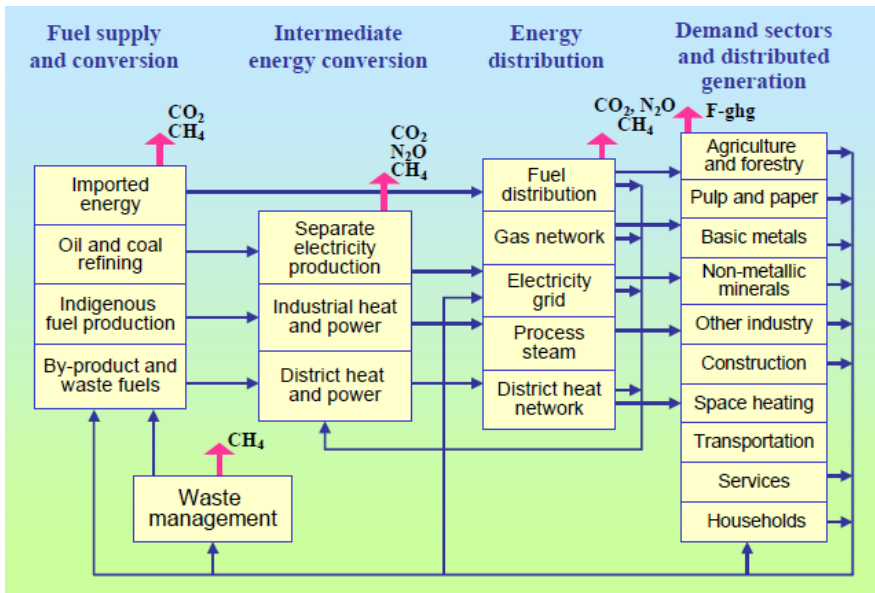 Fuel supply
and conversion
Intermediate
energy conversion
Energy
distribution
Demand sectors
and distributed
generation
CO₂
CH₄
CO₂
N₂O
CH₄
CO₂, N₂O
CH₄
F-ghg
Imported
energy
Oil and coal
refining
Indigenous
fuel production
By-product and
waste fuels
Separate
electricity
production
Industrial heat
and power
District heat
and power
Fuel
distribution
Gas network
Electricity
grid
Process
steam
District heat
network
Agriculture
and forestry
Pulp and paper
Basic metals
Non-metallic
minerals
Other industry
Construction
Space heating
Transportation
Services
Households
CH₄
Waste
management